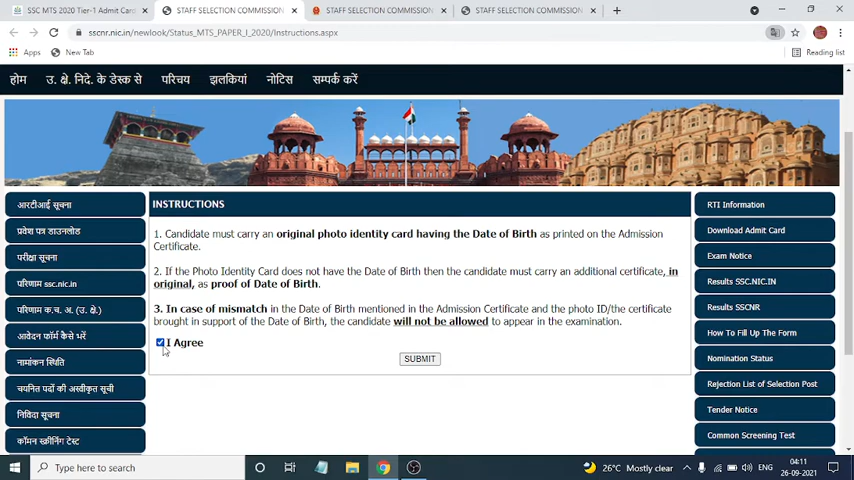 SSC MTS 2020 Tier-1 Admit Card
STAFF SELECTION COMMISSION
STAFF SELECTION COMMISSION
STAFF SELECTION COMMISSION
sscnr.nic.in/newlook/Status_MTS_PAPER_I_2020/Instructions.aspx
Apps
New Tab
Reading list
होम
उ. क्षे. निदे. के डेस्क से
परिचय
झलकियां
नोटिस
सम्पर्क करें
आरटीआई सूचना
प्रवेश पत्र डाउनलोड
परीक्षा सूचना
परिणाम ssc.nic.in
परिणाम क.च. अ. (उ. क्षे.)
आवेदन फॉर्म कैसे भरें
नामांकन स्थिति
चयनित पदों की अस्वीकृत सूची
निविदा सूचना
कॉमन स्क्रीनिंग टेस्ट
INSTRUCTIONS
1. Candidate must carry an original photo identity card having the Date of Birth as printed on the Admission
Certificate.
2. If the Photo Identity Card does not have the Date of Birth then the candidate must carry an additional certificate, in
original, as proof of Date of Birth.
3. In case of mismatch in the Date of Birth mentioned in the Admission Certificate and the photo ID/the certificate
brought in support of the Date of Birth, the candidate will not be allowed to appear in the examination.
I Agree
SUBMIT
RTI Information
Download Admit Card
Exam Notice
Results SSC.NIC.IN
Results SSCNR
How To Fill Up The Form
Nomination Status
Rejection List of Selection Post
Tender Notice
Common Screening Test
Type here to search
26°C Mostly clear
ENG
04:11
26-09-2021